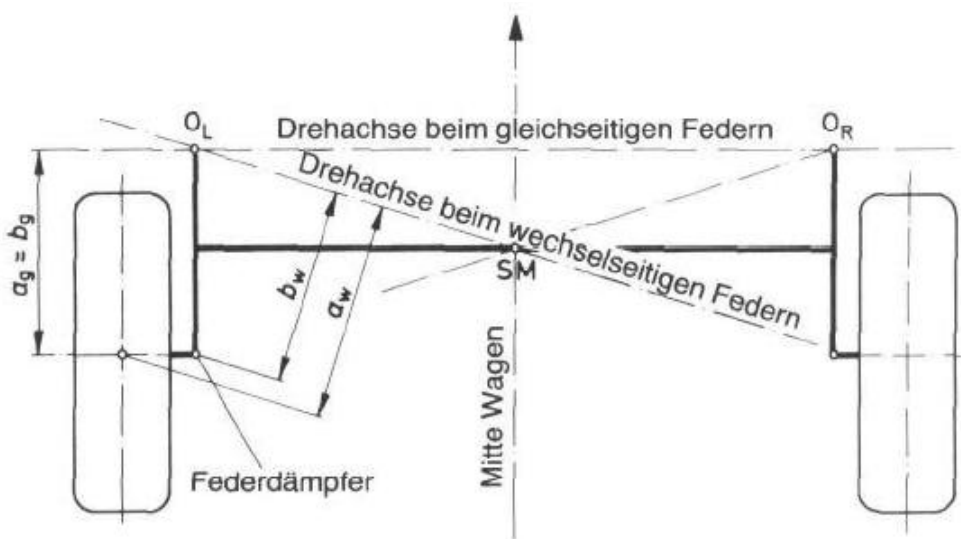 O_L
Drehachse beim gleichseitigen Federn
O_R
Drehachse beim wechselseitigen Federn
a_g = b_g
b_w
a_w
SM
Mitte Wagen
Federdämpfer